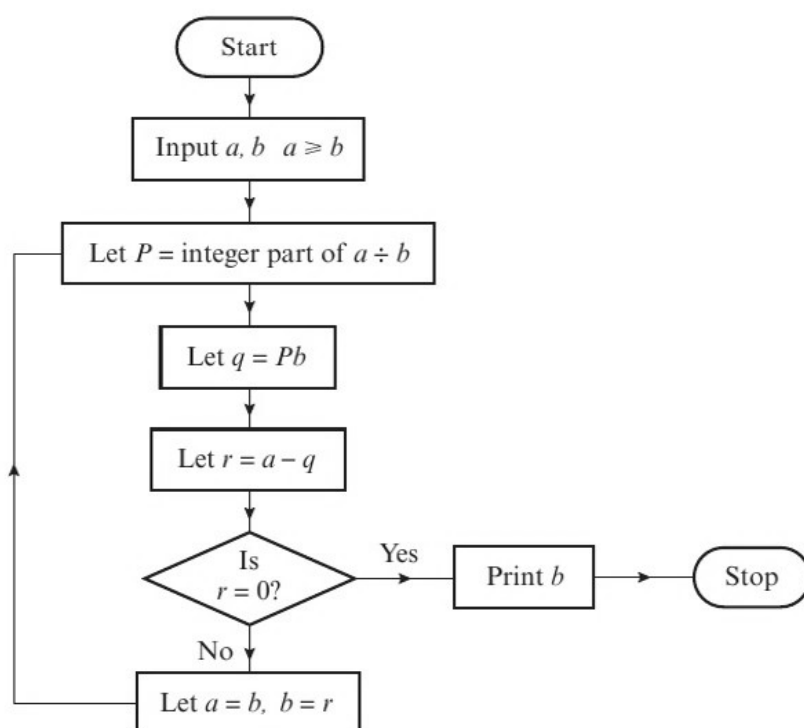 Start
Input a, b a ⩾ b
Let P = integer part of a ÷ b
Let q = Pb
Let r = a − q
Is
r = 0?
Yes
Print b
Stop
No
Let a = b, b = r